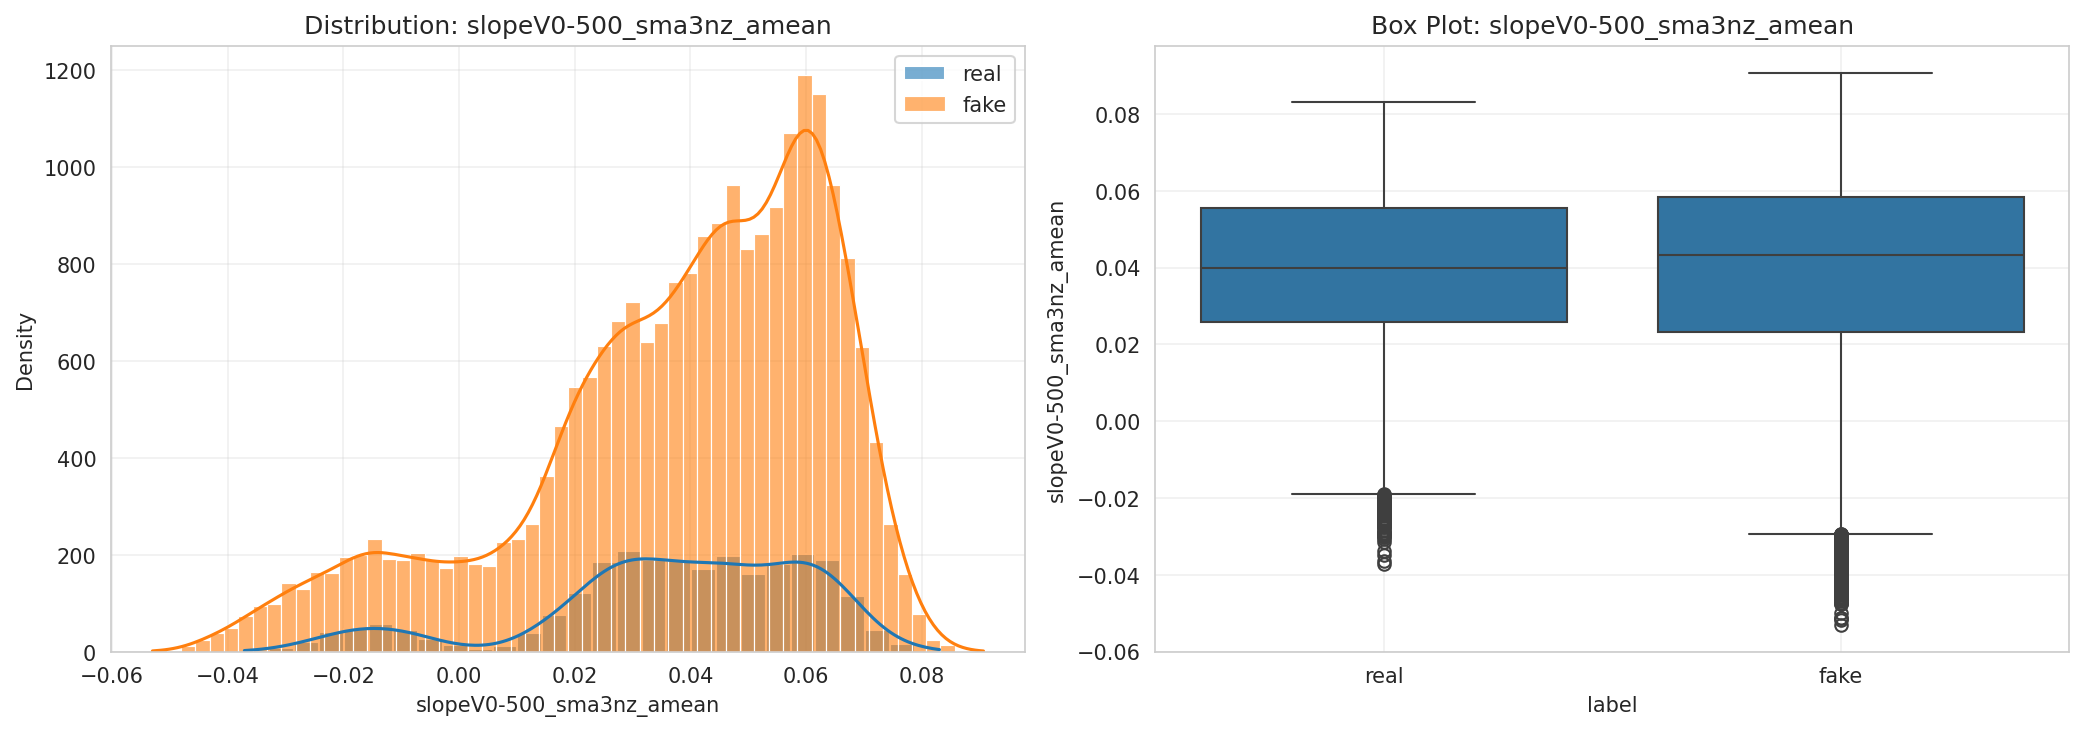 Distribution: slopeV0-500_sma3nz_amean
real
fake
Density
1200
1000
800
600
400
200
0
−0.06
−0.04
−0.02
0.00
0.02
0.04
0.06
0.08
slopeV0-500_sma3nz_amean
Box Plot: slopeV0-500_sma3nz_amean
slopeV0-500_sma3nz_amean
0.08
0.06
0.04
0.02
0.00
−0.02
−0.04
−0.06
real
fake
label